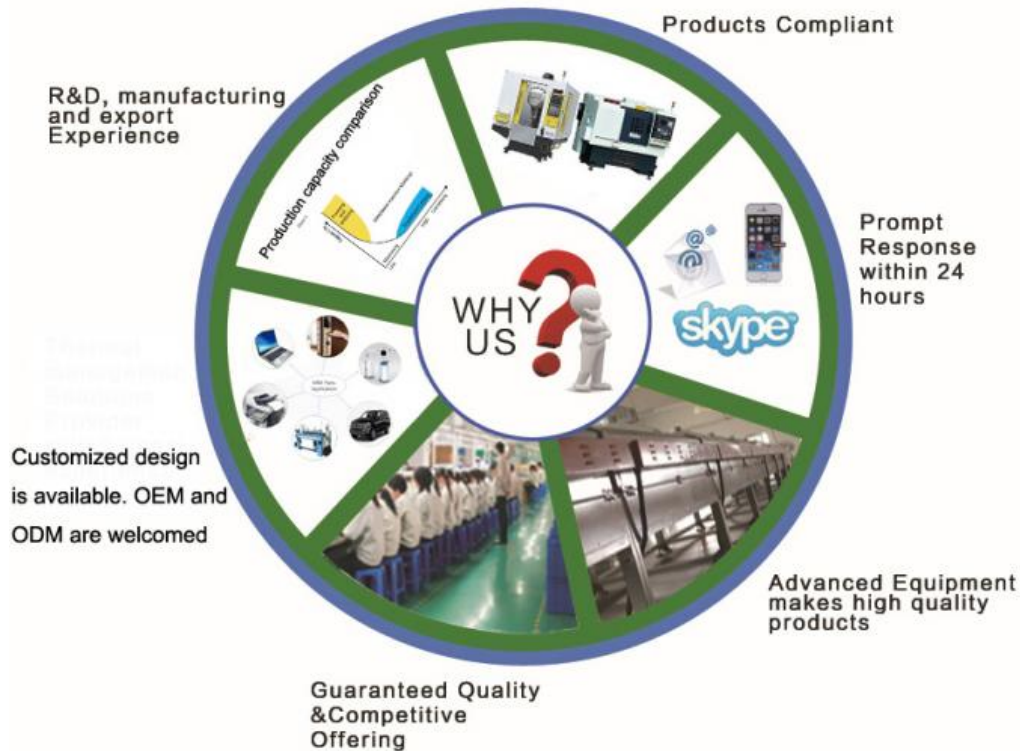 Products Compliant
R&D, manufacturing
and export
Experience
Production capacity comparison
Prompt
Response
within 24
hours
skype
WHY
US
Customized design
is available. OEM and
ODM are welcomed
Advanced Equipment
makes high quality
products
Guaranteed Quality
&Competitive
Offering